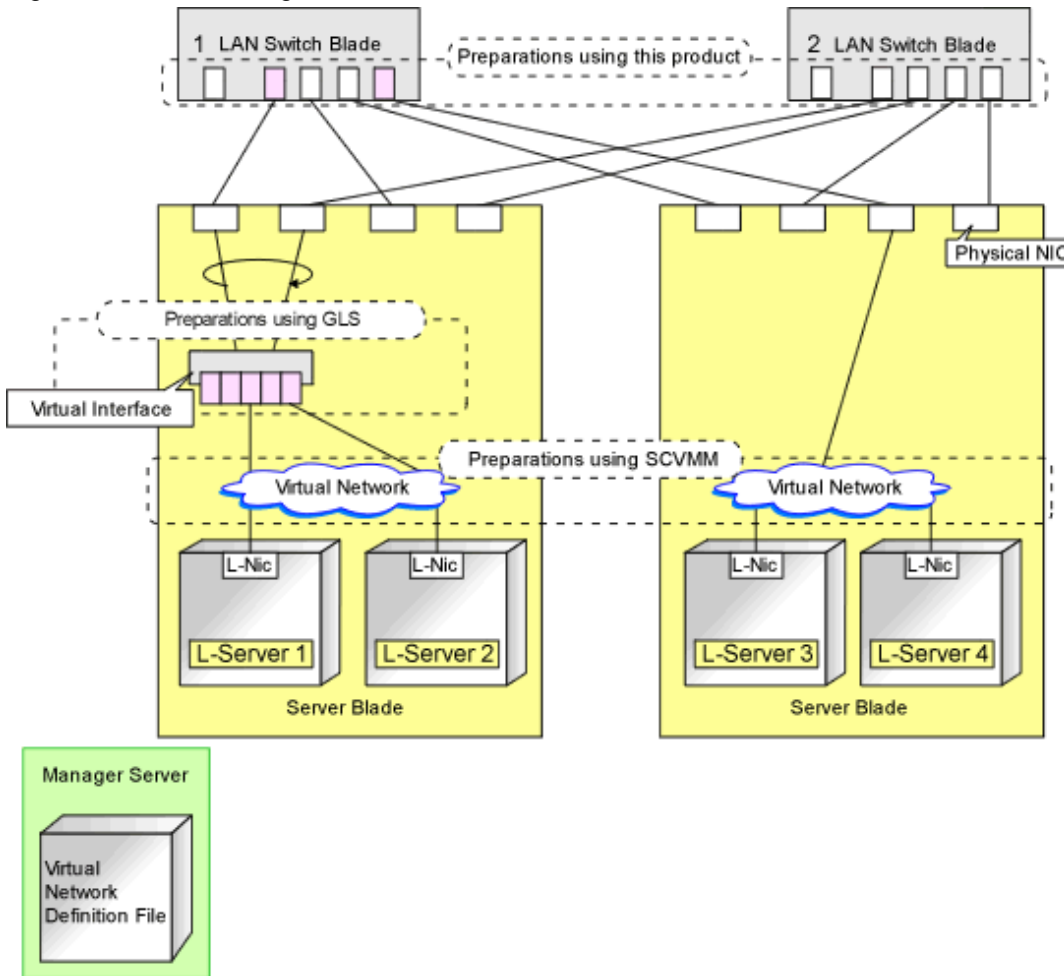 1 LAN Switch Blade
2 LAN Switch Blade
Preparations using this product
Physical NIC
Preparations using GLS
Virtual Interface
Preparations using SCVMM
Virtual Network
Virtual Network
L-Nic
L-Nic
L-Nic
L-Nic
L-Server 1
L-Server 2
L-Server 3
L-Server 4
Server Blade
Server Blade
Manager Server
Virtual
Network
Definition File